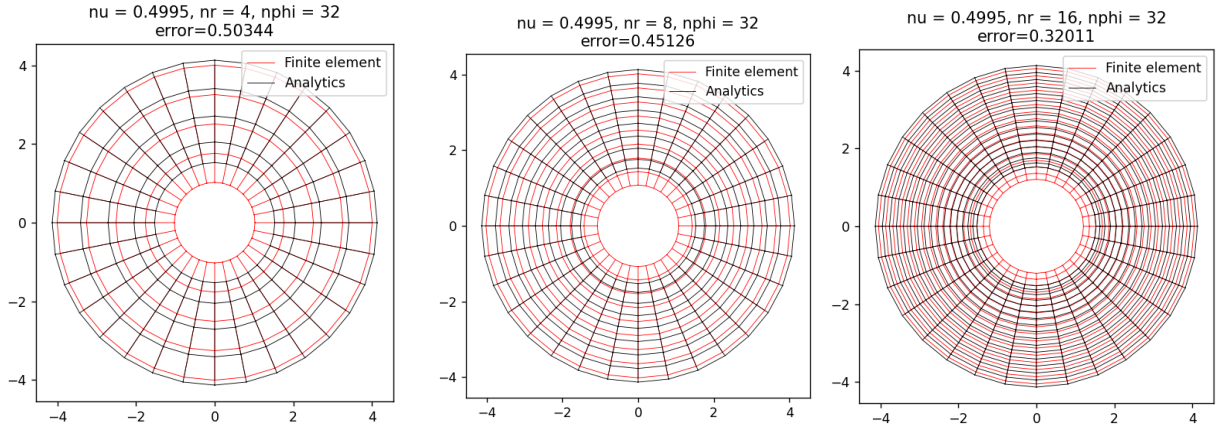 nu = 0.4995, nr = 4, nphi = 32
error=0.50344
Finite element
Analytics
4
2
0
−2
−4
−4
−2
0
2
4
nu = 0.4995, nr = 8, nphi = 32
error=0.45126
Finite element
Analytics
4
2
0
−2
−4
−4
−2
0
2
4
nu = 0.4995, nr = 16, nphi = 32
error=0.32011
Finite element
Analytics
4
2
0
−2
−4
−4
−2
0
2
4